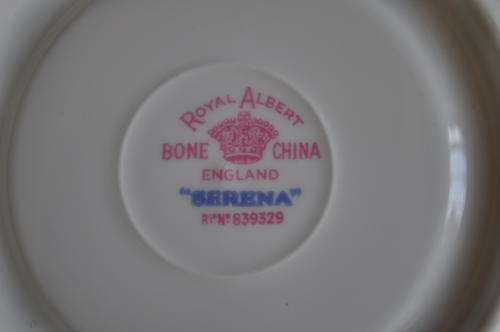 ROYAL ALBERT
BONE CHINA
ENGLAND
"SERENA"
Rᵈ Nº 839329